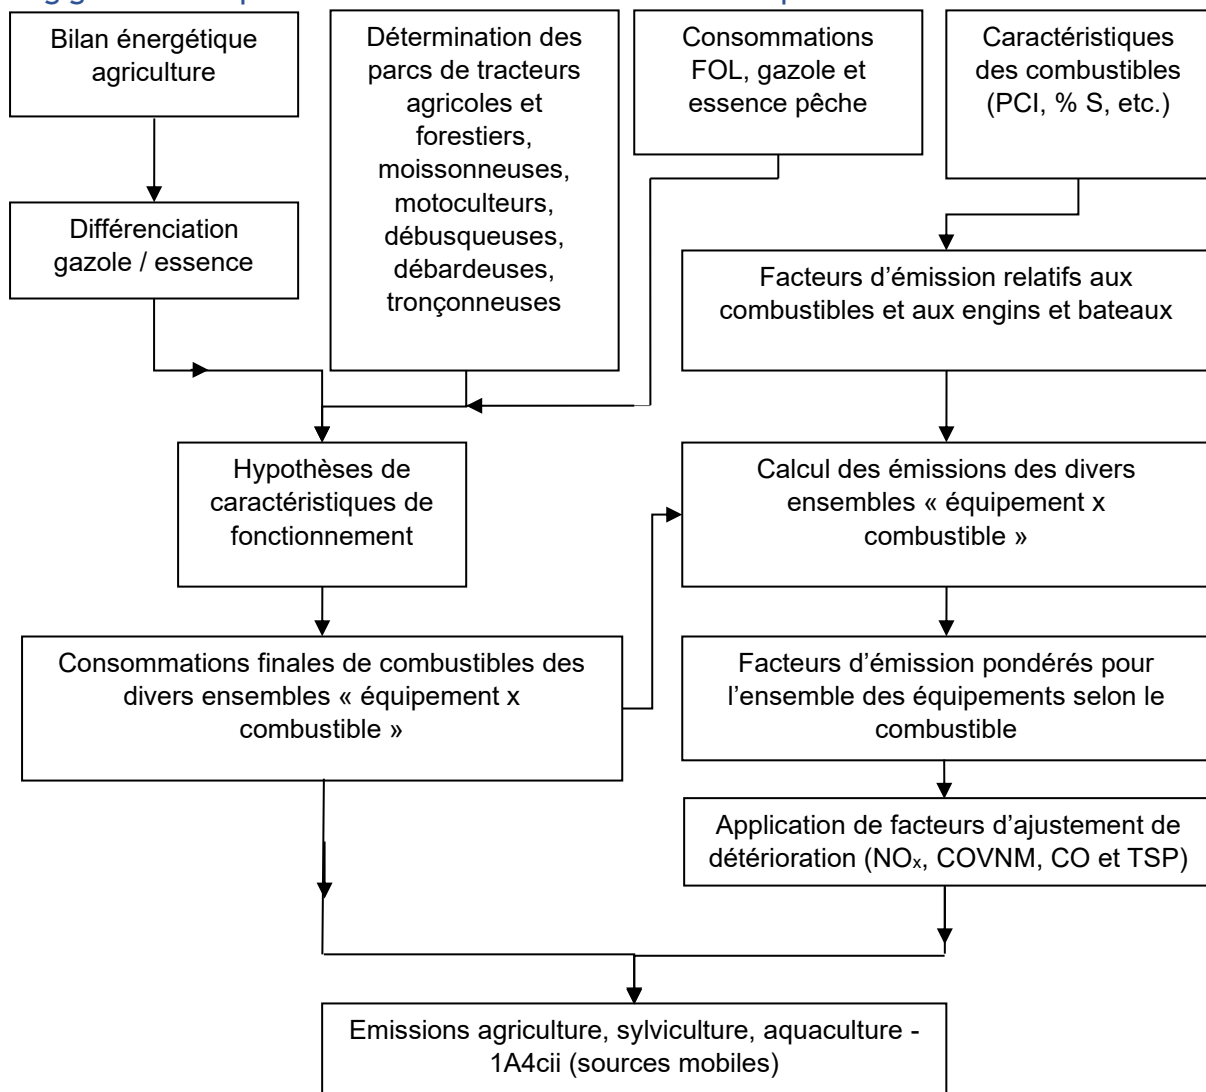 Bilan énergétique
agriculture
Détermination des
parcs de tracteurs
agricoles et
forestiers,
moissonneuses,
motoculteurs,
débusqueuses,
débardeuses,
tronçonneuses
Consommations
FOL, gazole et
essence pêche
Caractéristiques
des combustibles
(PCI, % S, etc.)
Différenciation
gazole / essence
Facteurs d’émission relatifs aux
combustibles et aux engins et bateaux
Hypothèses de
caractéristiques de
fonctionnement
Calcul des émissions des divers
ensembles « équipement x
combustible »
Consommations finales de combustibles des
divers ensembles « équipement x
combustible »
Facteurs d’émission pondérés pour
l’ensemble des équipements selon le
combustible
Application de facteurs d’ajustement de
détérioration (NOₓ, COVNM, CO et TSP)
Emissions agriculture, sylviculture, aquaculture -
1A4cii (sources mobiles)